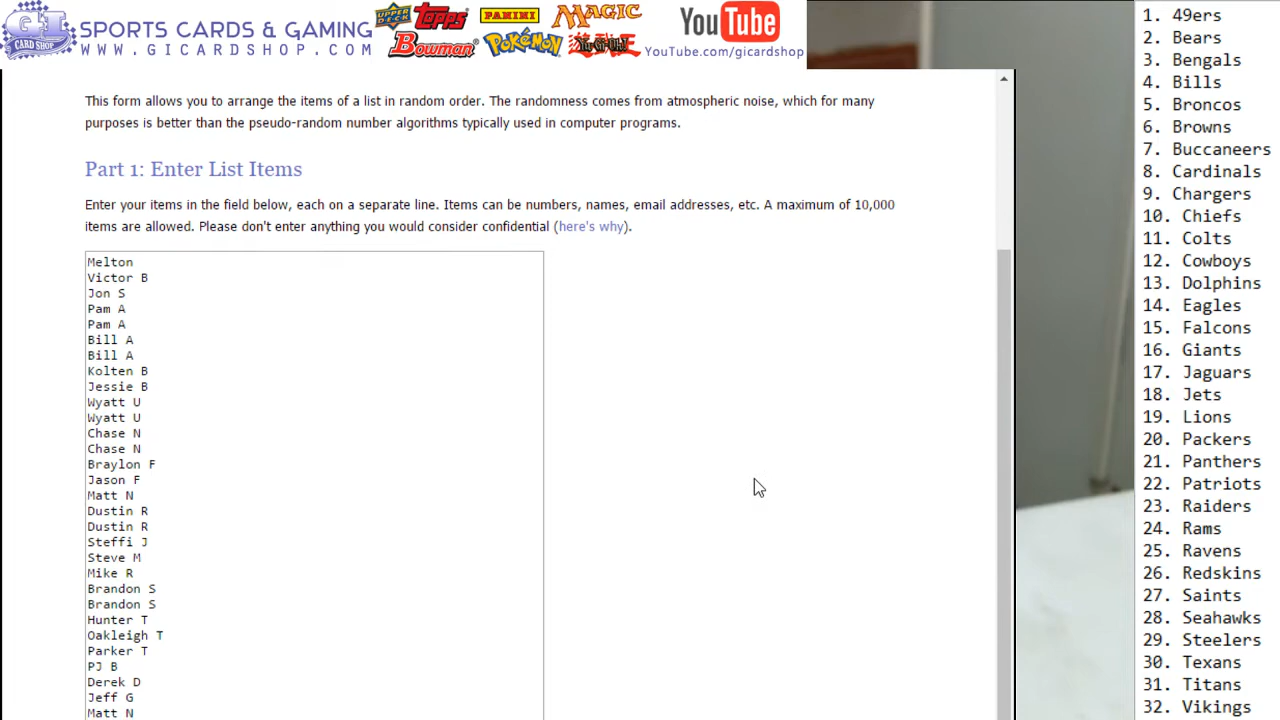 GI
CARD SHOP
SPORTS CARDS & GAMING
WWW.GICARDSHOP.COM
UPPER DECK
TOPPS
Bowman
PANINI
POKéMON
MAGIC
遊戯王
Yu-Gi-Oh!
YouTube
YouTube.com/gicardshop
This form allows you to arrange the items of a list in random order. The randomness comes from atmospheric noise, which for many
purposes is better than the pseudo-random number algorithms typically used in computer programs.
Part 1: Enter List Items
Enter your items in the field below, each on a separate line. Items can be numbers, names, email addresses, etc. A maximum of 10,000
items are allowed. Please don't enter anything you would consider confidential (here's why).
Melton
Victor B
Jon S
Pam A
Pam A
Bill A
Bill A
Kolten B
Jessie B
Wyatt U
Wyatt U
Chase N
Chase N
Braylon F
Jason F
Matt N
Dustin R
Dustin R
Steffi J
Steve M
Mike R
Brandon S
Brandon S
Hunter T
Oakleigh T
Parker T
PJ B
Derek D
Jeff G
Matt N
1. 49ers
2. Bears
3. Bengals
4. Bills
5. Broncos
6. Browns
7. Buccaneers
8. Cardinals
9. Chargers
10. Chiefs
11. Colts
12. Cowboys
13. Dolphins
14. Eagles
15. Falcons
16. Giants
17. Jaguars
18. Jets
19. Lions
20. Packers
21. Panthers
22. Patriots
23. Raiders
24. Rams
25. Ravens
26. Redskins
27. Saints
28. Seahawks
29. Steelers
30. Texans
31. Titans
32. Vikings